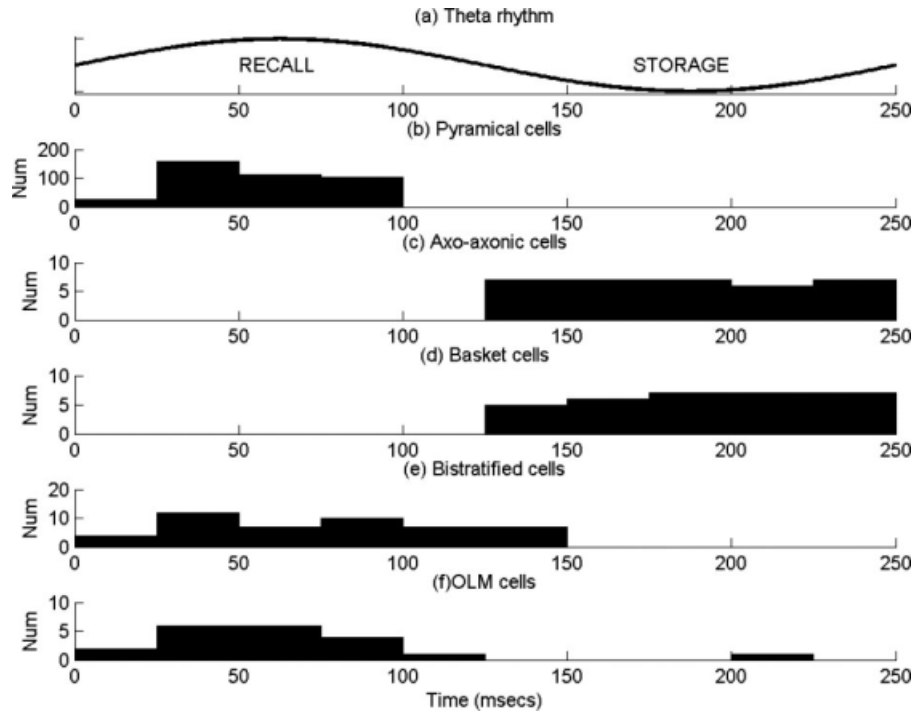 (a) Theta rhythm
RECALL STORAGE
0 50 100 150 200 250
(b) Pyramical cells
Num
200
100
0
0 50 100 150 200 250
(c) Axo-axonic cells
Num
10
5
0
0 50 100 150 200 250
(d) Basket cells
Num
10
5
0
0 50 100 150 200 250
(e) Bistratified cells
Num
20
10
0
0 50 100 150 200 250
(f)OLM cells
Num
10
5
0
0 50 100 150 200 250
Time (msecs)